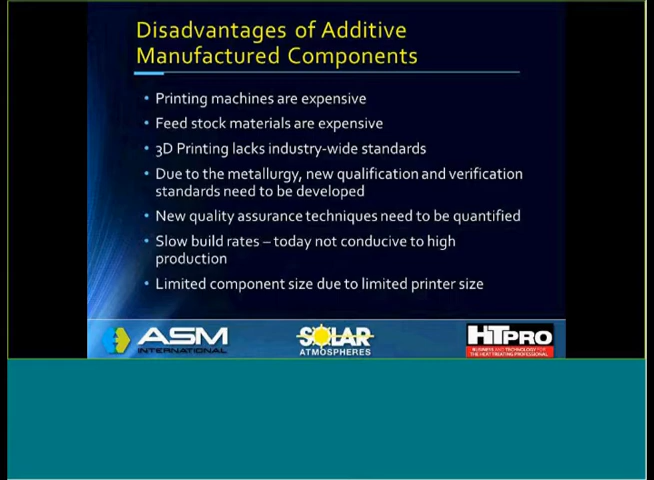 Disadvantages of Additive
Manufactured Components
• Printing machines are expensive
• Feed stock materials are expensive
• 3D Printing lacks industry-wide standards
• Due to the metallurgy, new qualification and verification
standards need to be developed
• New quality assurance techniques need to be quantified
• Slow build rates – today not conducive to high
production
• Limited component size due to limited printer size
ASM
INTERNATIONAL
SOLAR
ATMOSPHERES
HTPRO
BUSINESS AND TECHNOLOGY FOR
THE HEAT TREATING PROFESSIONAL